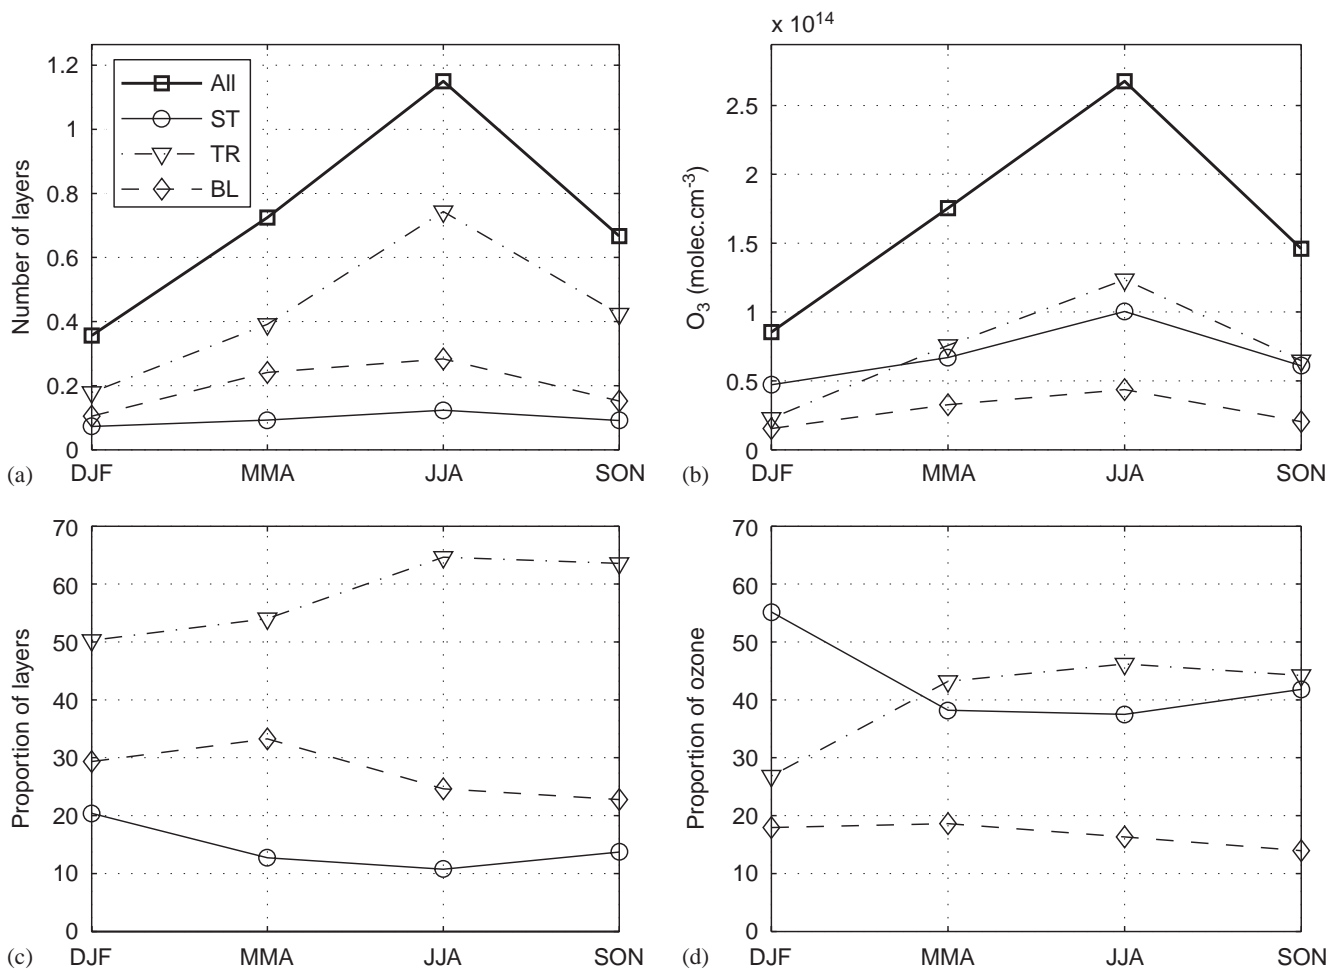 1.2
1
0.8
0.6
0.4
0.2
0
Number of layers
All
ST
TR
BL
(a)
DJF
MMA
JJA
SON
x 10^14
2.5
2
1.5
1
0.5
0
O₃ (molec.cm⁻³)
(b)
DJF
MMA
JJA
SON
70
60
50
40
30
20
10
0
Proportion of layers
(c)
DJF
MMA
JJA
SON
70
60
50
40
30
20
10
0
Proportion of ozone
(d)
DJF
MMA
JJA
SON